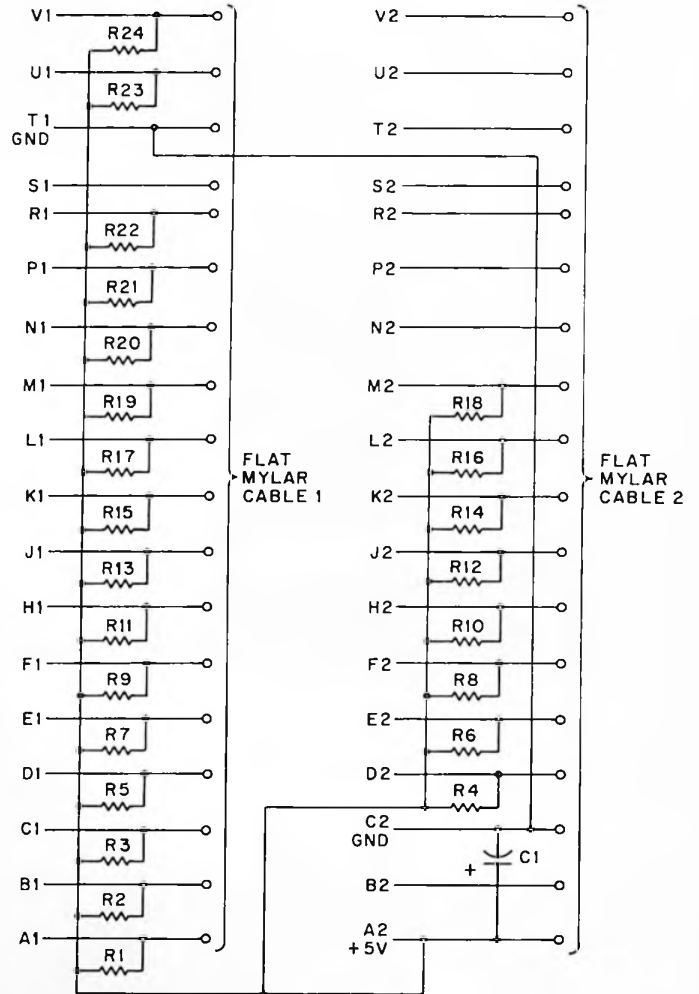 V1
R24
U1
R23
T1
GND
S1
R1
R22
P1
R21
N1
R20
M1
R19
L1
R17
K1
R15
J1
R13
H1
R11
F1
R9
E1
R7
D1
R5
C1
R3
B1
R2
A1
R1
FLAT
MYLAR
CABLE 1
V2
U2
T2
S2
R2
P2
N2
M2
R18
L2
R16
K2
R14
J2
R12
H2
R10
F2
R8
E2
R6
D2
R4
C2
GND
+
C1
B2
A2
+5V
FLAT
MYLAR
CABLE 2